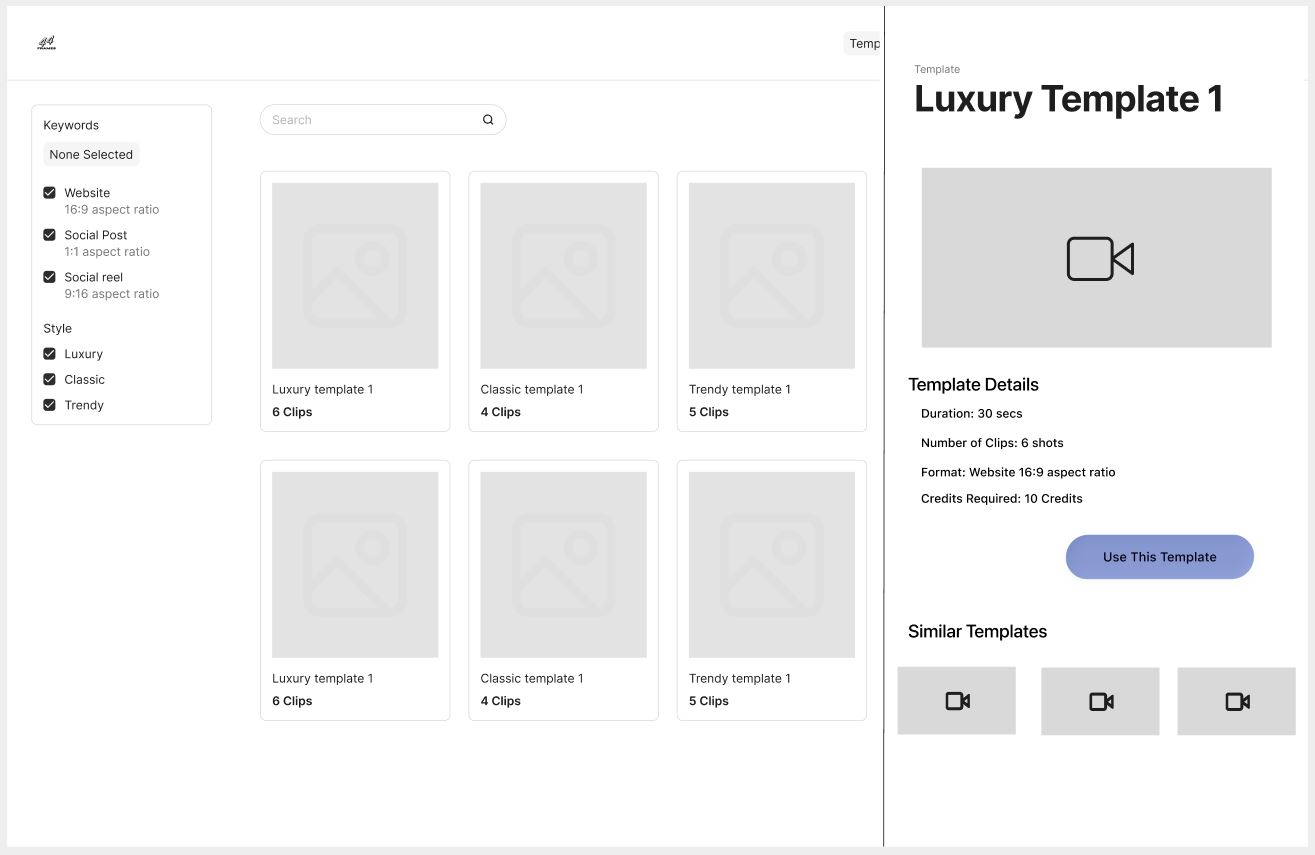 44
FRAMES
Temp
Keywords
None Selected
Website
16:9 aspect ratio
Social Post
1:1 aspect ratio
Social reel
9:16 aspect ratio
Style
Luxury
Classic
Trendy
Search
Luxury template 1
6 Clips
Classic template 1
4 Clips
Trendy template 1
5 Clips
Luxury template 1
6 Clips
Classic template 1
4 Clips
Trendy template 1
5 Clips
Template
Luxury Template 1
Template Details
Duration: 30 secs
Number of Clips: 6 shots
Format: Website 16:9 aspect ratio
Credits Required: 10 Credits
Use This Template
Similar Templates